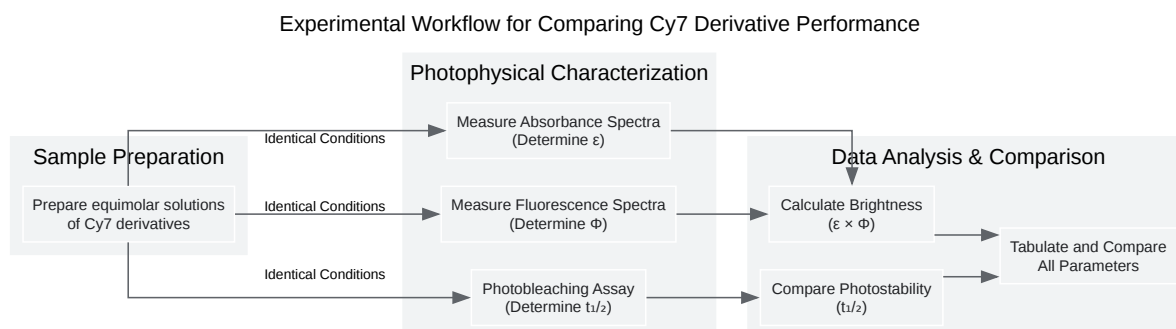 Experimental Workflow for Comparing Cy7 Derivative Performance
Photophysical Characterization
Measure Absorbance Spectra
(Determine ε)
Identical Conditions
Sample Preparation
Data Analysis & Comparison
Prepare equimolar solutions
of Cy7 derivatives
Identical Conditions
Measure Fluorescence Spectra
(Determine Φ)
Calculate Brightness
(ε × Φ)
Tabulate and Compare
All Parameters
Identical Conditions
Photobleaching Assay
(Determine t₁/₂)
Compare Photostability
(t₁/₂)